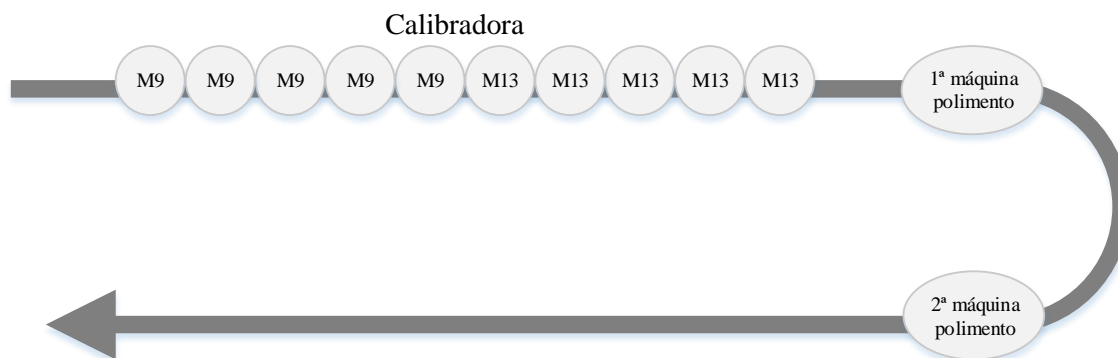 Calibradora
M9 M9 M9 M9 M9 M13 M13 M13 M13 M13
1ª máquina
polimento
2ª máquina
polimento